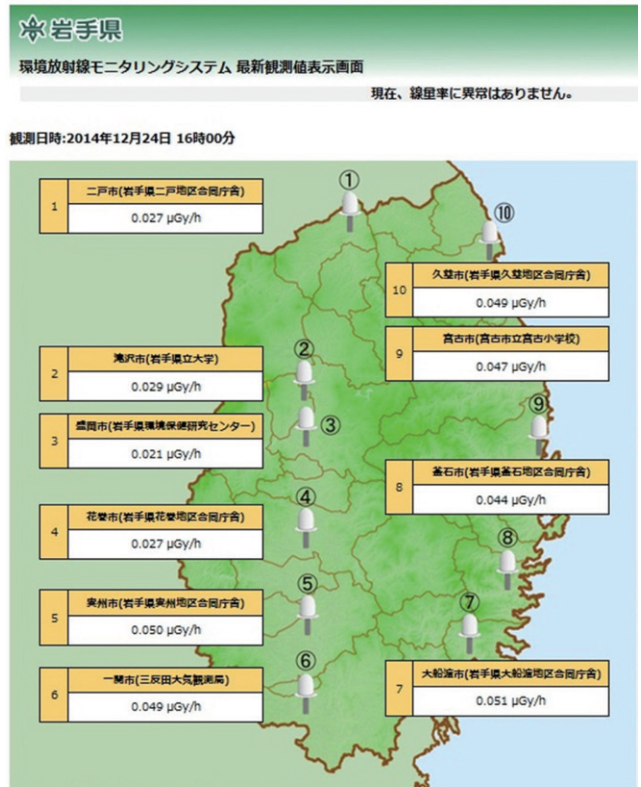 岩手県
環境放射線モニタリングシステム 最新観測値表示画面
現在、線量率に異常はありません。
観測日時:2014年12月24日 16時00分
①
1
二戸市(岩手県二戸地区合同庁舎)
0.027 μGy/h
⑩
10
久慈市(岩手県久慈地区合同庁舎)
0.049 μGy/h
9
宮古市(宮古市立宮古小学校)
0.047 μGy/h
②
2
滝沢市(岩手県立大学)
0.029 μGy/h
⑨
③
3
盛岡市(岩手県環境保健研究センター)
0.021 μGy/h
8
釜石市(岩手県釜石地区合同庁舎)
0.044 μGy/h
④
4
花巻市(岩手県花巻地区合同庁舎)
0.027 μGy/h
⑧
⑤
5
奥州市(岩手県奥州地区合同庁舎)
0.050 μGy/h
⑦
⑥
6
一関市(三反田大気観測局)
0.049 μGy/h
7
大船渡市(岩手県大船渡地区合同庁舎)
0.051 μGy/h